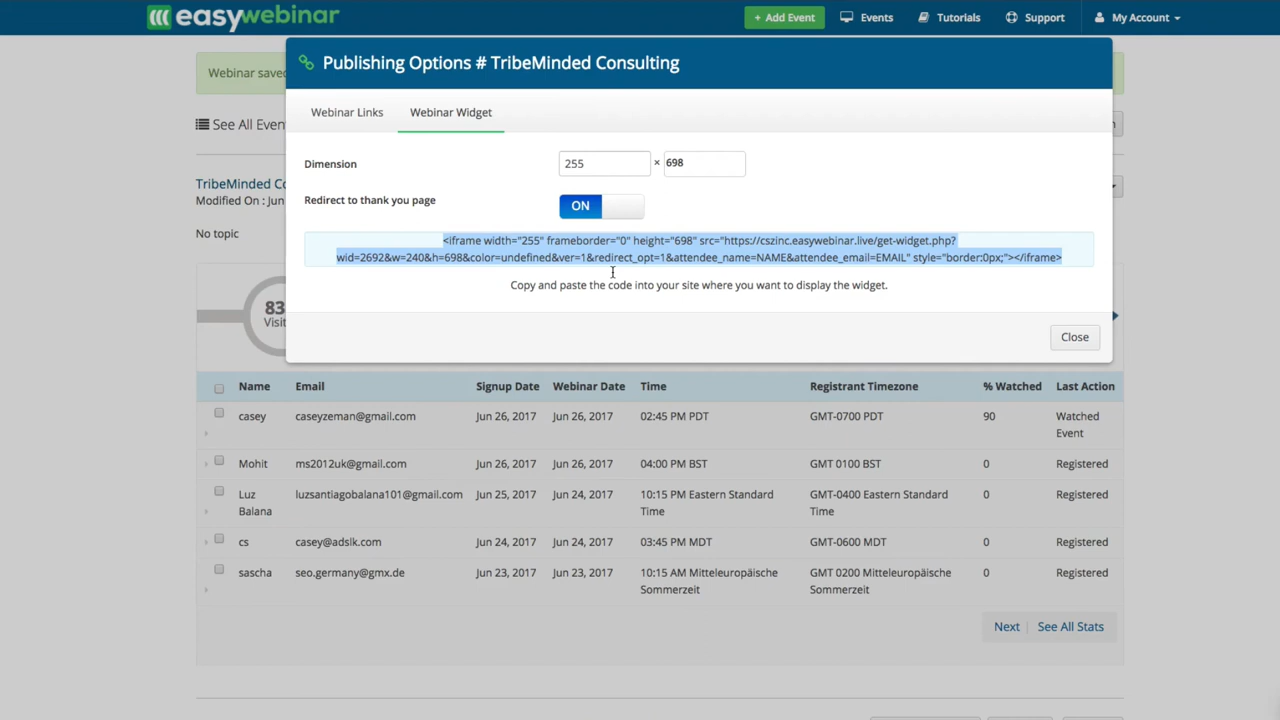 easywebinar
+ Add Event
Events
Tutorials
Support
My Account
Publishing Options # TribeMinded Consulting
Webinar saved
Webinar Links
Webinar Widget
See All Even
Dimension
255 × 698
TribeMinded Co
Modified On : Jun
Redirect to thank you page
ON
No topic
<iframe width="255" frameborder="0" height="698" src="https://cszinc.easywebinar.live/get-widget.php?
wid=2692&w=240&h=698&color=undefined&ver=1&redirect_opt=1&attendee_name=NAME&attendee_email=EMAIL" style="border:0px;"></iframe>
Copy and paste the code into your site where you want to display the widget.
83
Visit
Close
Name Email Signup Date Webinar Date Time Registrant Timezone % Watched Last Action
casey caseyzeman@gmail.com Jun 26, 2017 Jun 26, 2017 02:45 PM PDT GMT-0700 PDT 90 Watched
Event
Mohit ms2012uk@gmail.com Jun 26, 2017 Jun 26, 2017 04:00 PM BST GMT 0100 BST 0 Registered
Luz luzsantiagobalana101@gmail.com Jun 25, 2017 Jun 24, 2017 10:15 PM Eastern Standard GMT-0400 Eastern Standard 0 Registered
Balana Time Time
cs casey@adslk.com Jun 24, 2017 Jun 24, 2017 03:45 PM MDT GMT-0600 MDT 0 Registered
sascha seo.germany@gmx.de Jun 23, 2017 Jun 23, 2017 10:15 AM Mitteleuropäische GMT 0200 Mitteleuropäische 0 Registered
Sommerzeit Sommerzeit
Next | See All Stats